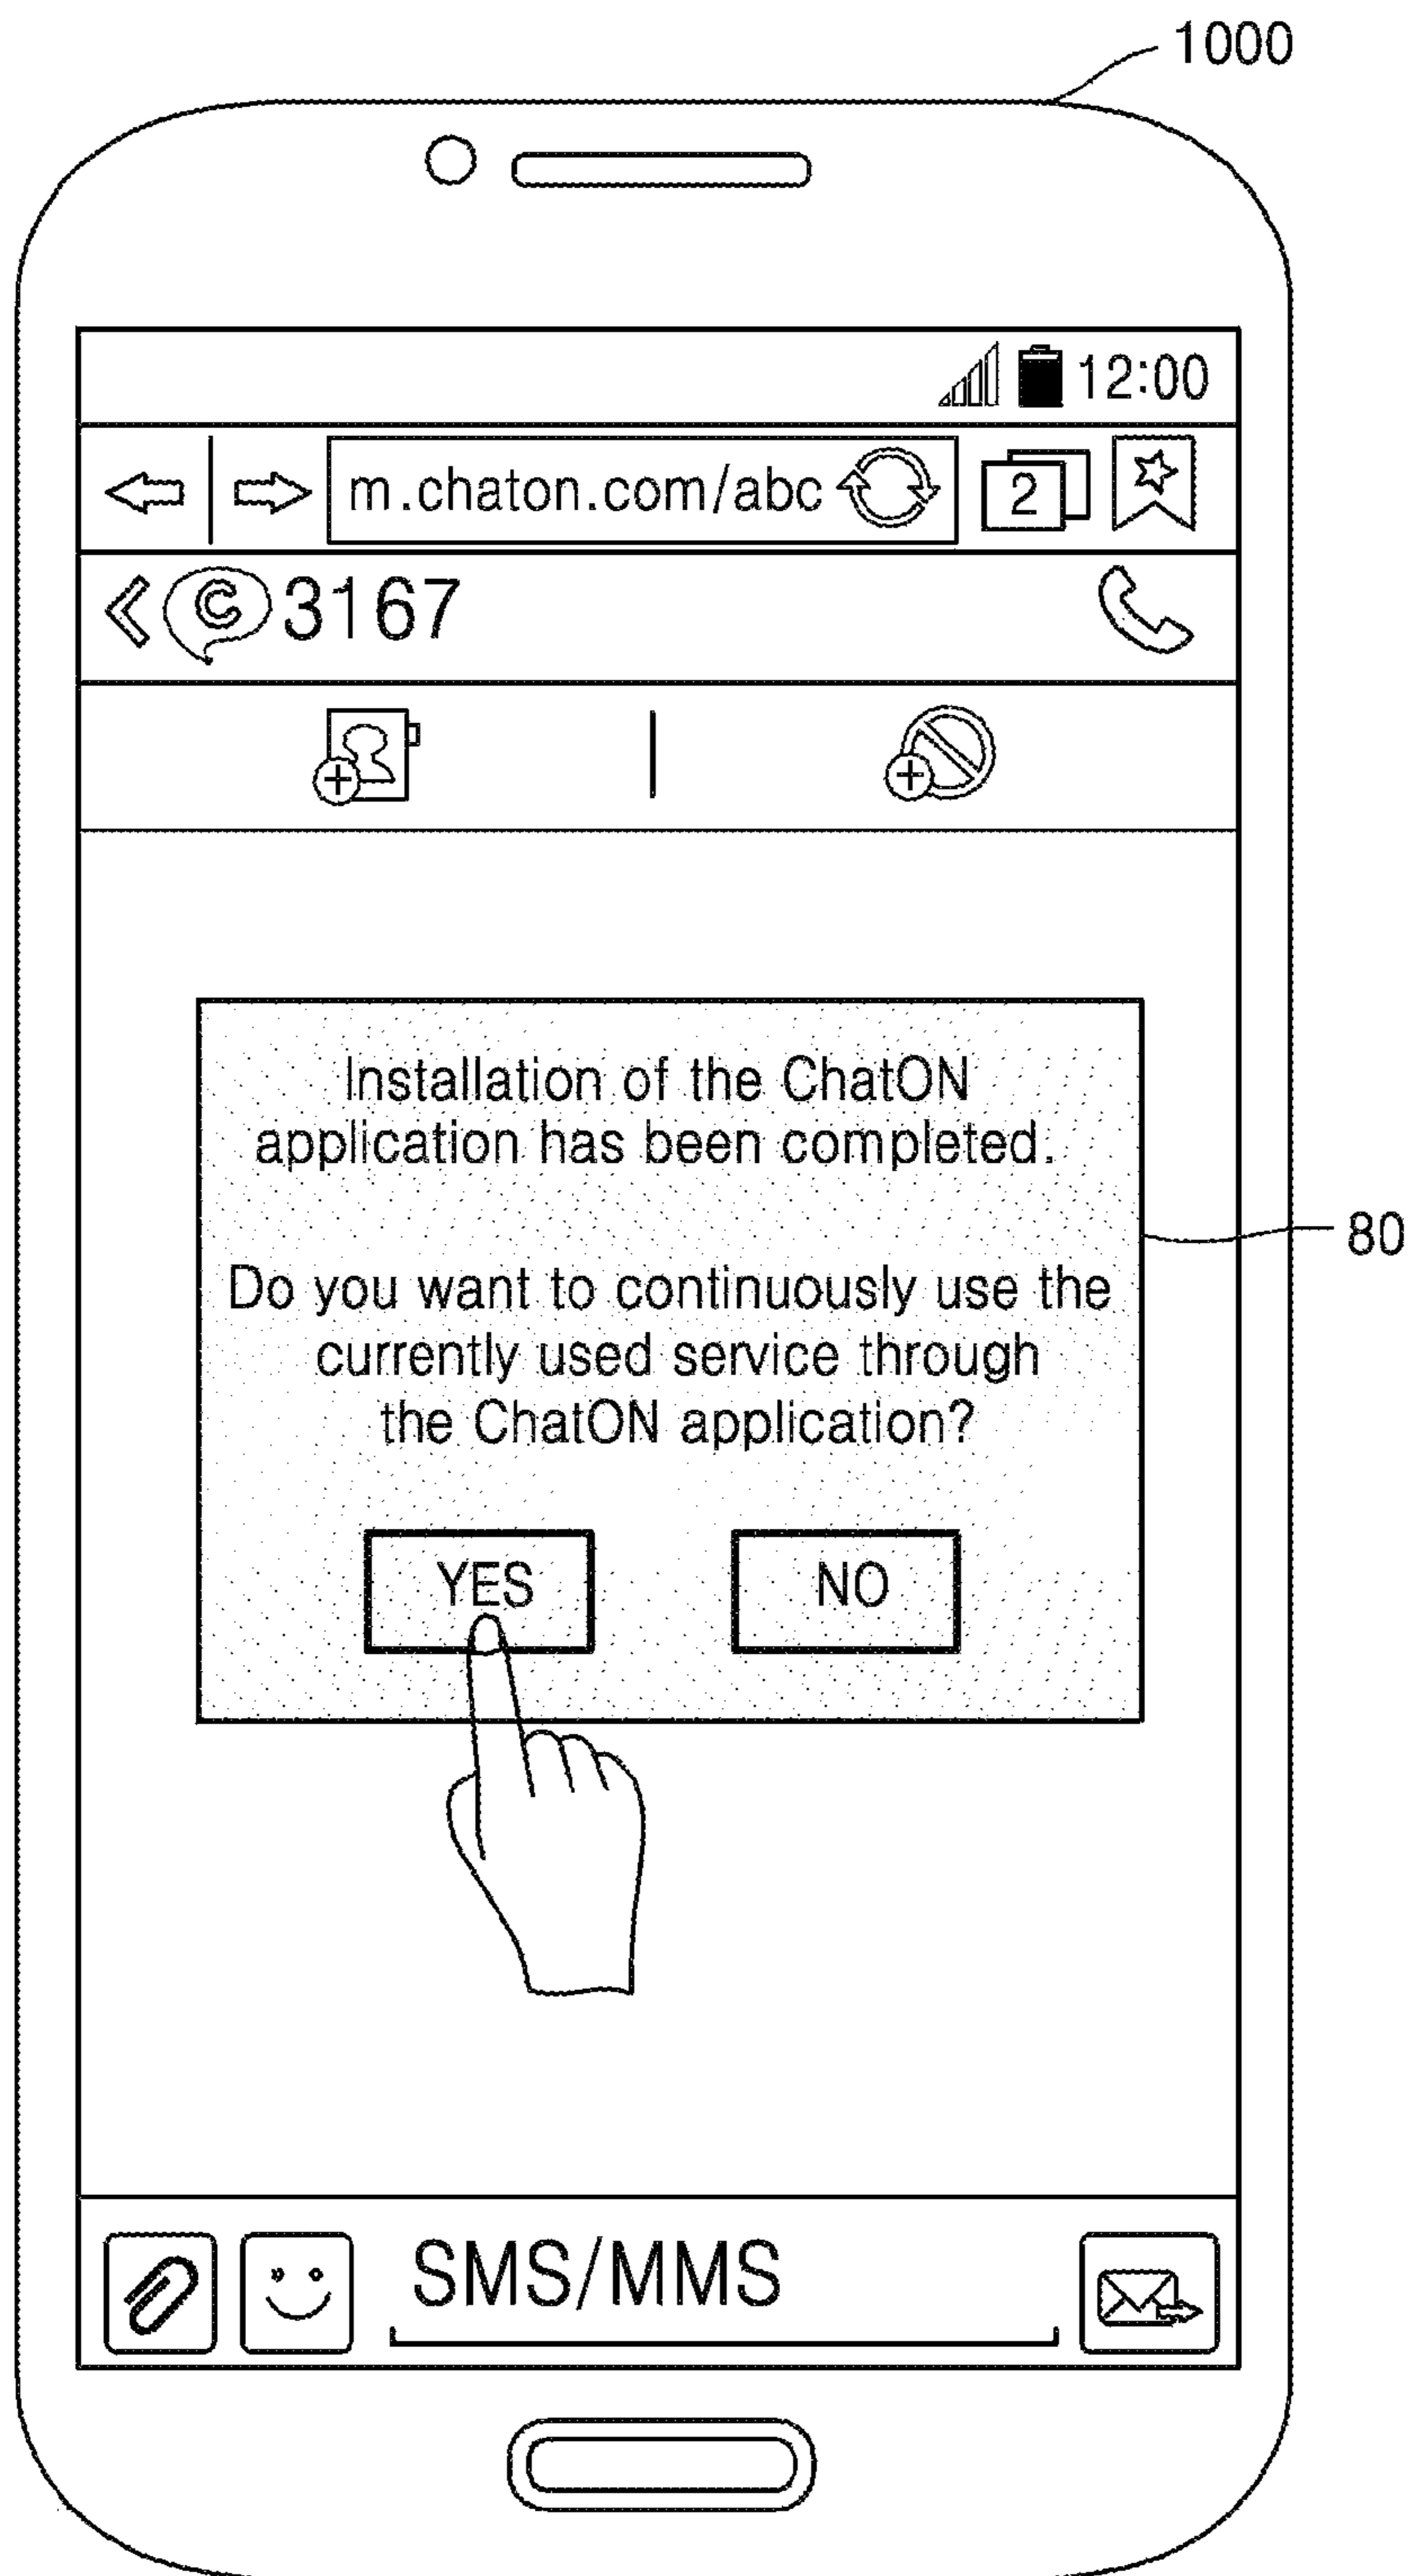 1000
12:00
m.chaton.com/abc
2
C 3167
Installation of the ChatON
application has been completed.
80
Do you want to continuously use the
currently used service through
the ChatON application?
YES NO
SMS/MMS